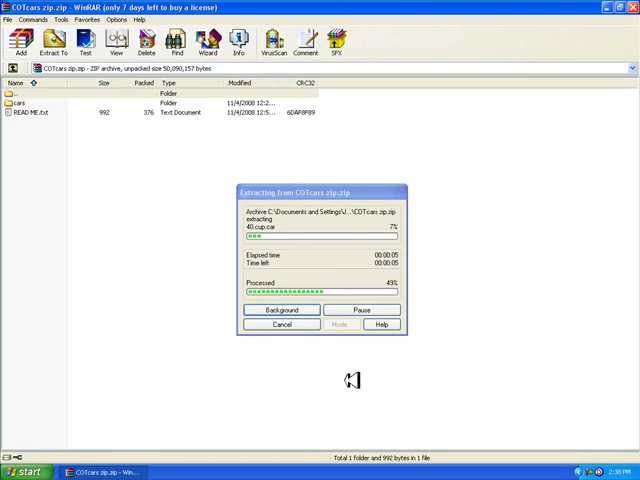 COTcars zip.zip - WinRAR (only 7 days left to buy a license)
File Commands Tools Favorites Options Help
Add Extract To Test View Delete Find Wizard Info VirusScan Comment SFX
COTcars zip.zip - ZIP archive, unpacked size 50,090,157 bytes
Name Size Packed Type Modified CRC32
.. Folder
cars Folder 11/4/2008 12:2...
READ ME.txt 992 376 Text Document 11/4/2008 12:5... 6DAF8F89
Extracting from COTcars zip.zip
Archive C:\Documents and Settings\J...\COTcars zip.zip
extracting
40.cup.car 7%
Elapsed time 00:00:05
Time left 00:00:05
Processed 49%
Background Pause
Cancel Mode... Help
Total 1 folder and 992 bytes in 1 file
start COTcars zip.zip - Win... 2:38 PM